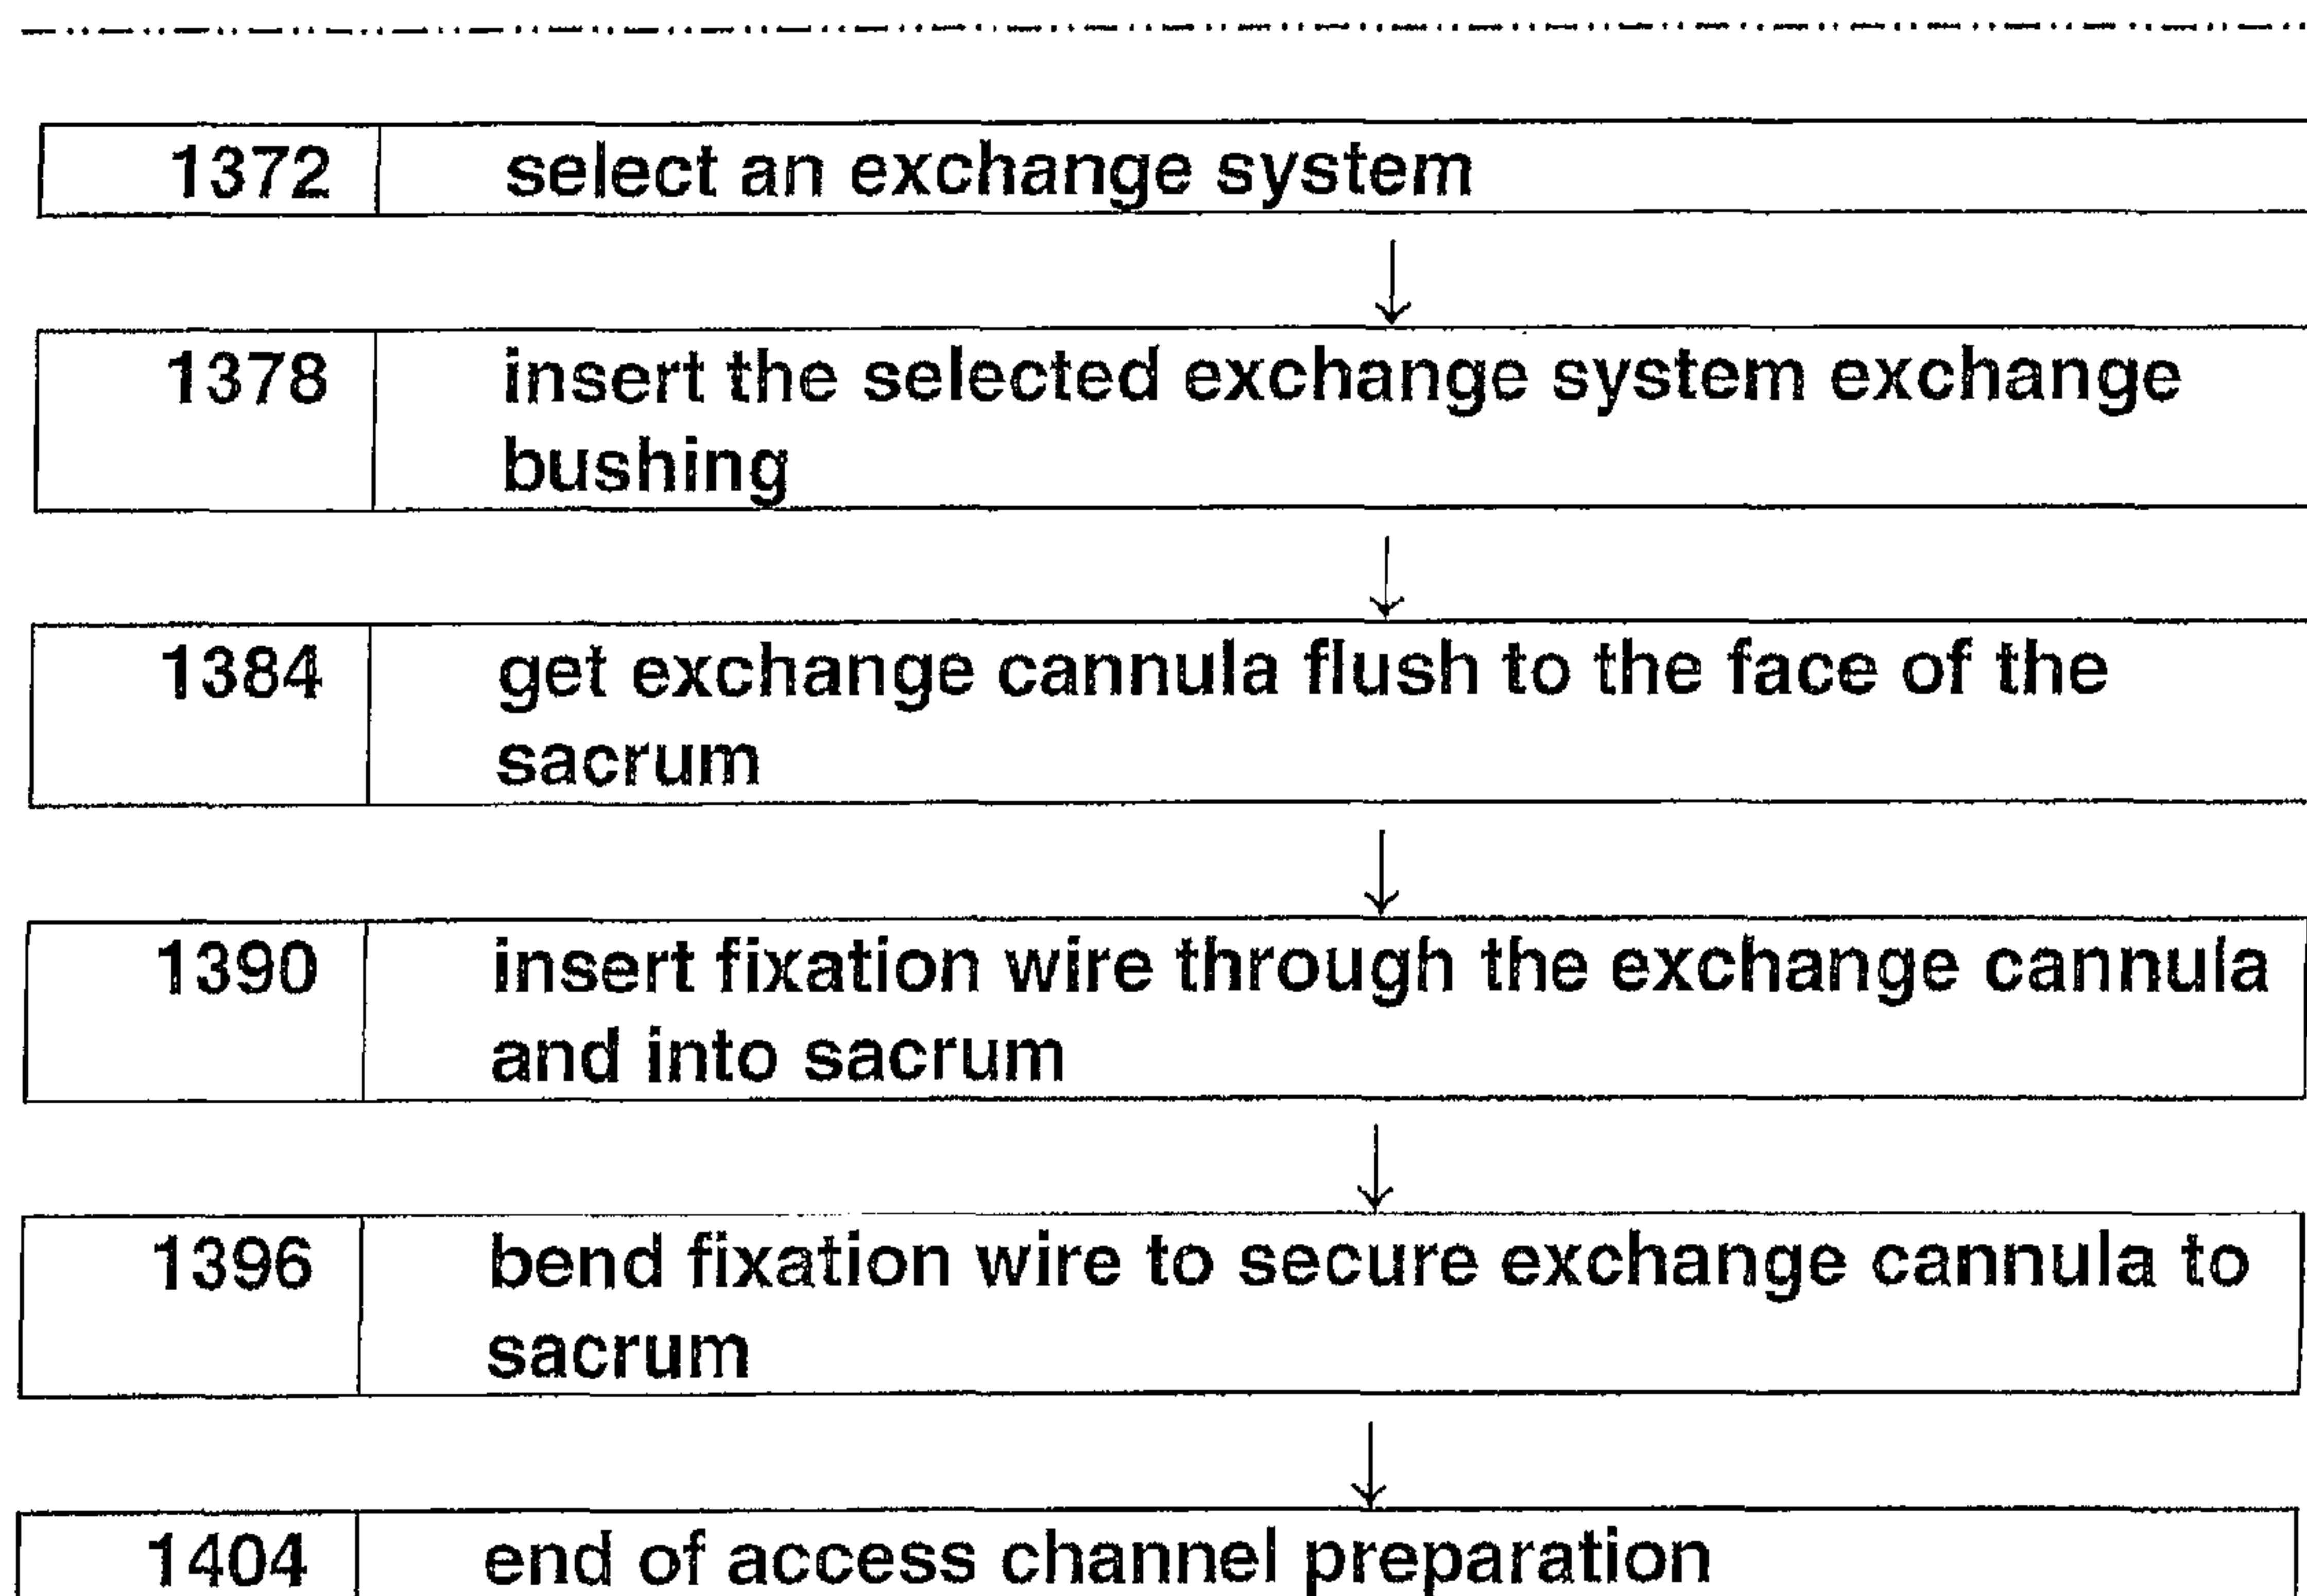 1372 select an exchange system
1378 insert the selected exchange system exchange
bushing
1384 get exchange cannula flush to the face of the
sacrum
1390 insert fixation wire through the exchange cannula
and into sacrum
1396 bend fixation wire to secure exchange cannula to
sacrum
1404 end of access channel preparation